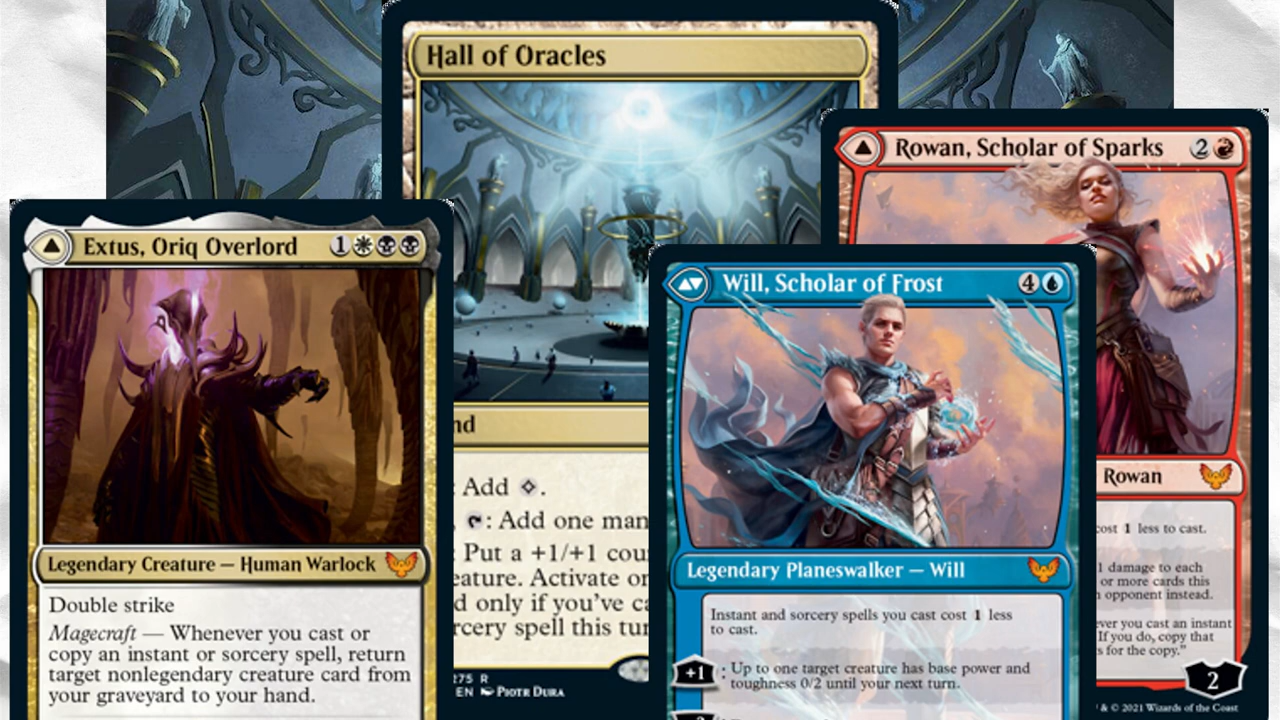 Hall of Oracles
Rowan, Scholar of Sparks 2
Extus, Oriq Overlord 1
Will, Scholar of Frost 4
nd
: Add
: Add one man
Put a +1/+1 cou
eature. Activate or
d only if you've ca
rcery spell this tur
275 R
EN Piotr Dura
Legendary Creature — Human Warlock
Double strike
Magecraft — Whenever you cast or
copy an instant or sorcery spell, return
target nonlegendary creature card from
your graveyard to your hand.
Legendary Planeswalker — Will
Instant and sorcery spells you cast cost 1 less
to cast.
+1 : Up to one target creature has base power and
toughness 0/2 until your next turn.
Rowan
cost 1 less to cast.
1 damage to each
or more cards this
opponent instead.
ever you cast an instant
If you do, copy that
s for the copy."
2
& © 2021 Wizards of the Coast